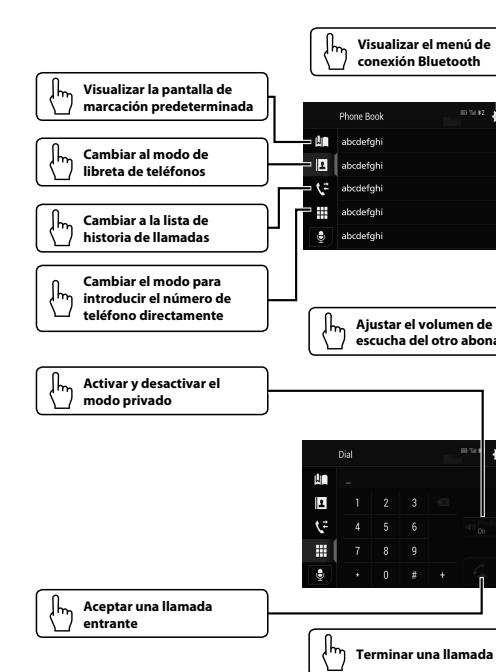 Visualizar el menú de
conexión Bluetooth
Visualizar la pantalla de
marcación predeterminada
Cambiar al modo de
libreta de teléfonos
Cambiar a la lista de
historia de llamadas
Cambiar el modo para
introducir el número de
teléfono directamente
Phone Book
abcdefghi
abcdefghi
abcdefghi
abcdefghi
abcdefghi
Ajustar el volumen de
escucha del otro abona
Activar y desactivar el
modo privado
Dial
_
1 2 3
4 5 6
On
7 8 9
* 0 # +
Aceptar una llamada
entrante
Terminar una llamada